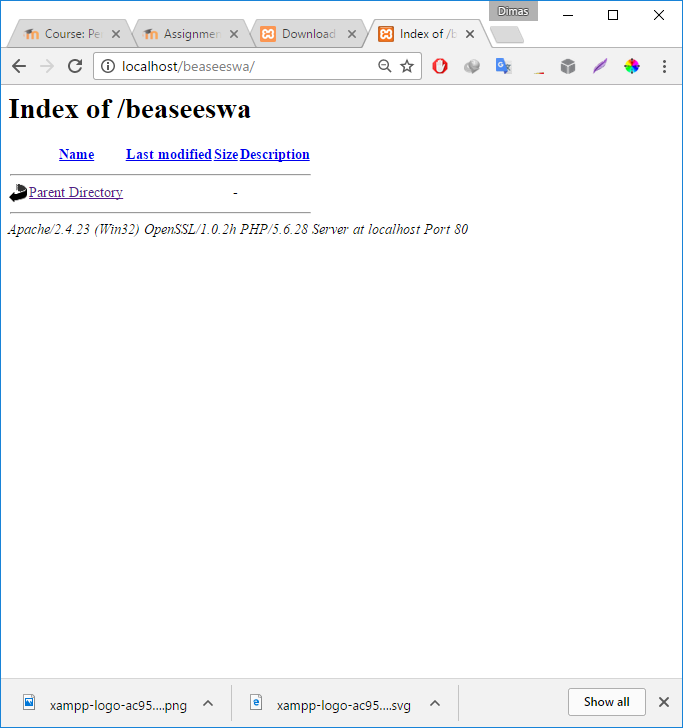 Dimas
Course: Pe
Assignmen
Download
Index of /b
localhost/beaseeswa/
Index of /beaseeswa
Name Last modified Size Description
Parent Directory -
Apache/2.4.23 (Win32) OpenSSL/1.0.2h PHP/5.6.28 Server at localhost Port 80
xampp-logo-ac95....png
xampp-logo-ac95....svg
Show all